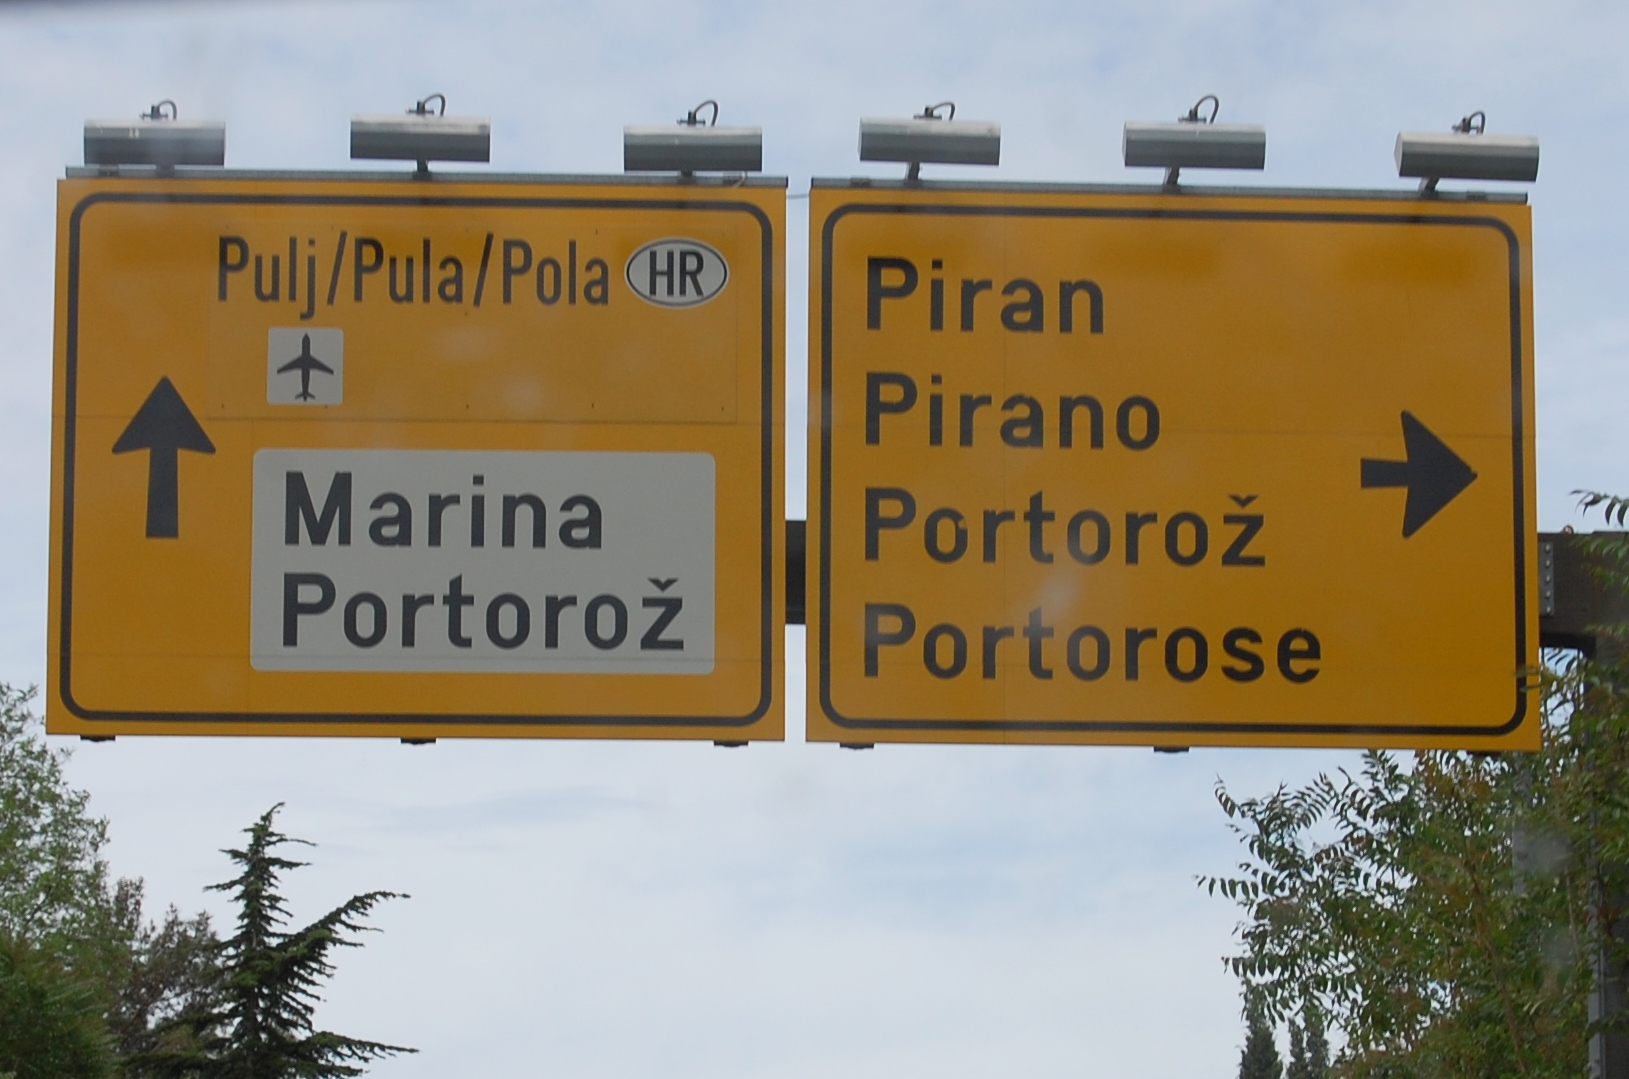 Pulj/Pula/Pola HR
Marina
Portorož
Piran
Pirano
Portorož
Portorose